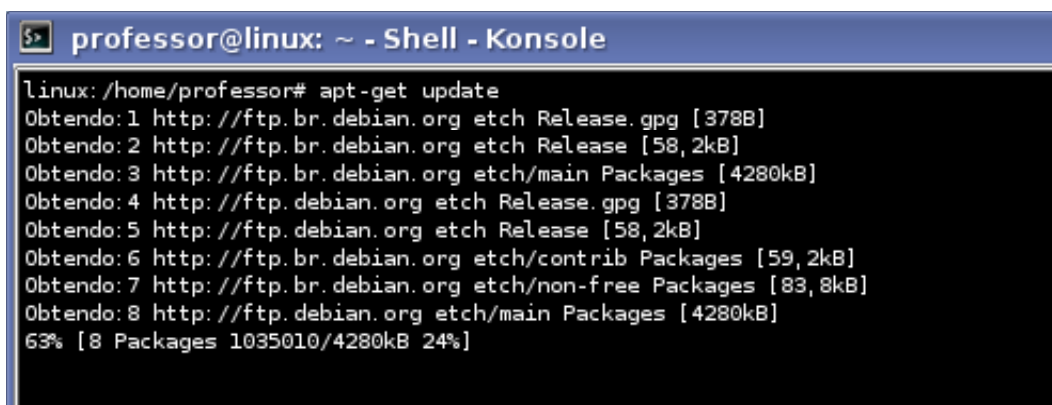 professor@linux: ~ - Shell - Konsole
linux:/home/professor# apt-get update
Obtendo:1 http://ftp.br.debian.org etch Release.gpg [378B]
Obtendo:2 http://ftp.br.debian.org etch Release [58,2kB]
Obtendo:3 http://ftp.br.debian.org etch/main Packages [4280kB]
Obtendo:4 http://ftp.debian.org etch Release.gpg [378B]
Obtendo:5 http://ftp.debian.org etch Release [58,2kB]
Obtendo:6 http://ftp.br.debian.org etch/contrib Packages [59,2kB]
Obtendo:7 http://ftp.br.debian.org etch/non-free Packages [83,8kB]
Obtendo:8 http://ftp.debian.org etch/main Packages [4280kB]
63% [8 Packages 1035010/4280kB 24%]